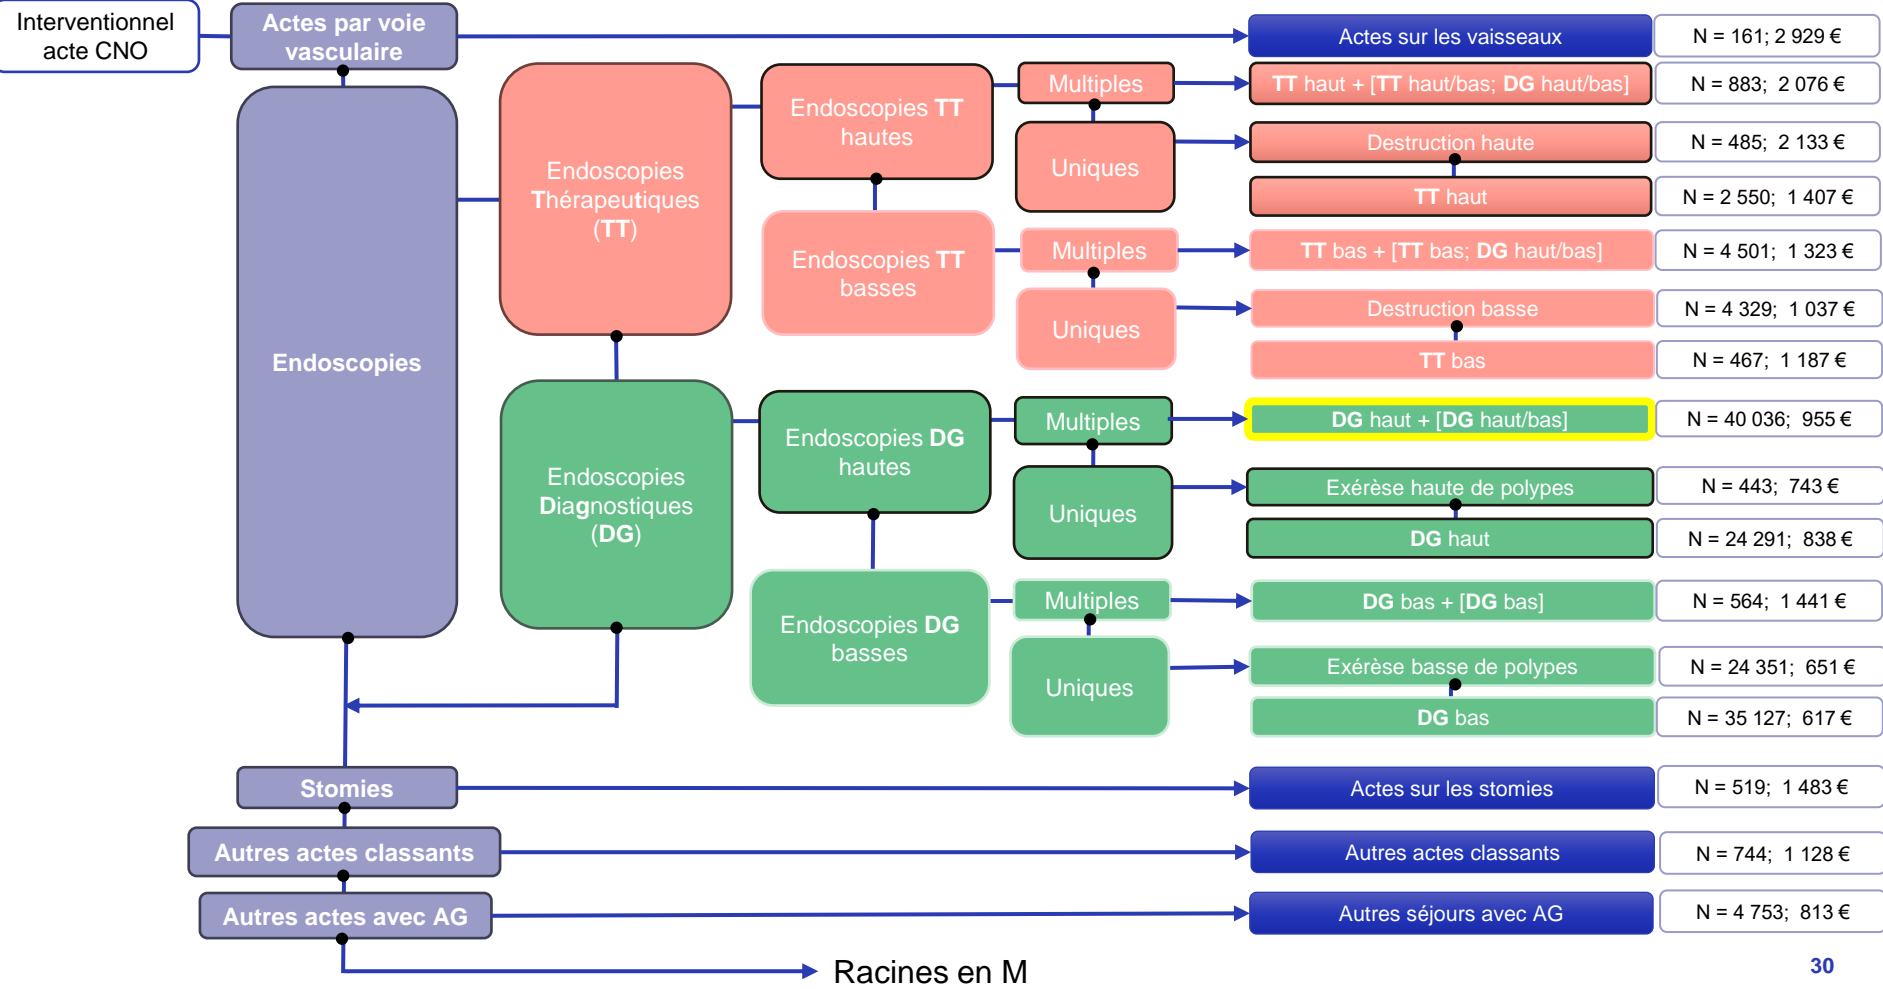 Interventionnel
acte CNO
Actes par voie
vasculaire
Actes sur les vaisseaux
N = 161; 2 929 €
Endoscopies
Endoscopies
Thérapeutiques
(TT)
Endoscopies TT
hautes
Multiples
TT haut + [TT haut/bas; DG haut/bas]
N = 883; 2 076 €
Uniques
Destruction haute
N = 485; 2 133 €
TT haut
N = 2 550; 1 407 €
Endoscopies TT
basses
Multiples
TT bas + [TT bas; DG haut/bas]
N = 4 501; 1 323 €
Uniques
Destruction basse
N = 4 329; 1 037 €
TT bas
N = 467; 1 187 €
Endoscopies
Diagnostiques
(DG)
Endoscopies DG
hautes
Multiples
DG haut + [DG haut/bas]
N = 40 036; 955 €
Uniques
Exérèse haute de polypes
N = 443; 743 €
DG haut
N = 24 291; 838 €
Endoscopies DG
basses
Multiples
DG bas + [DG bas]
N = 564; 1 441 €
Uniques
Exérèse basse de polypes
N = 24 351; 651 €
DG bas
N = 35 127; 617 €
Stomies
Actes sur les stomies
N = 519; 1 483 €
Autres actes classants
Autres actes classants
N = 744; 1 128 €
Autres actes avec AG
Autres séjours avec AG
N = 4 753; 813 €
Racines en M
30